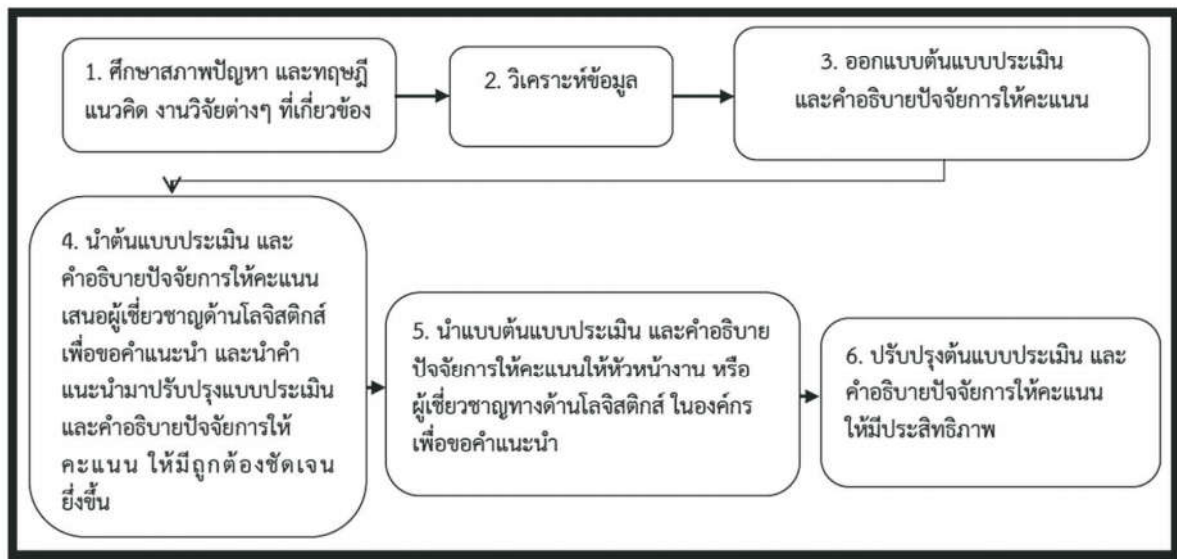 1. ศึกษาสภาพปัญหา และทฤษฎี
แนวคิด งานวิจัยต่างๆ ที่เกี่ยวข้อง
2. วิเคราะห์ข้อมูล
3. ออกแบบต้นแบบประเมิน
และคำอธิบายปัจจัยการให้คะแนน
4. นำต้นแบบประเมิน และ
คำอธิบายปัจจัยการให้คะแนน
เสนอผู้เชี่ยวชาญด้านโลจิสติกส์
เพื่อขอคำแนะนำ และนำคำ
แนะนำมาปรับปรุงแบบประเมิน
และคำอธิบายปัจจัยการให้
คะแนน ให้มีถูกต้องชัดเจน
ยิ่งขึ้น
5. นำแบบต้นแบบประเมิน และคำอธิบาย
ปัจจัยการให้คะแนนให้หัวหน้างาน หรือ
ผู้เชี่ยวชาญทางด้านโลจิสติกส์ ในองค์กร
เพื่อขอคำแนะนำ
6. ปรับปรุงต้นแบบประเมิน และ
คำอธิบายปัจจัยการให้คะแนน
ให้มีประสิทธิภาพ